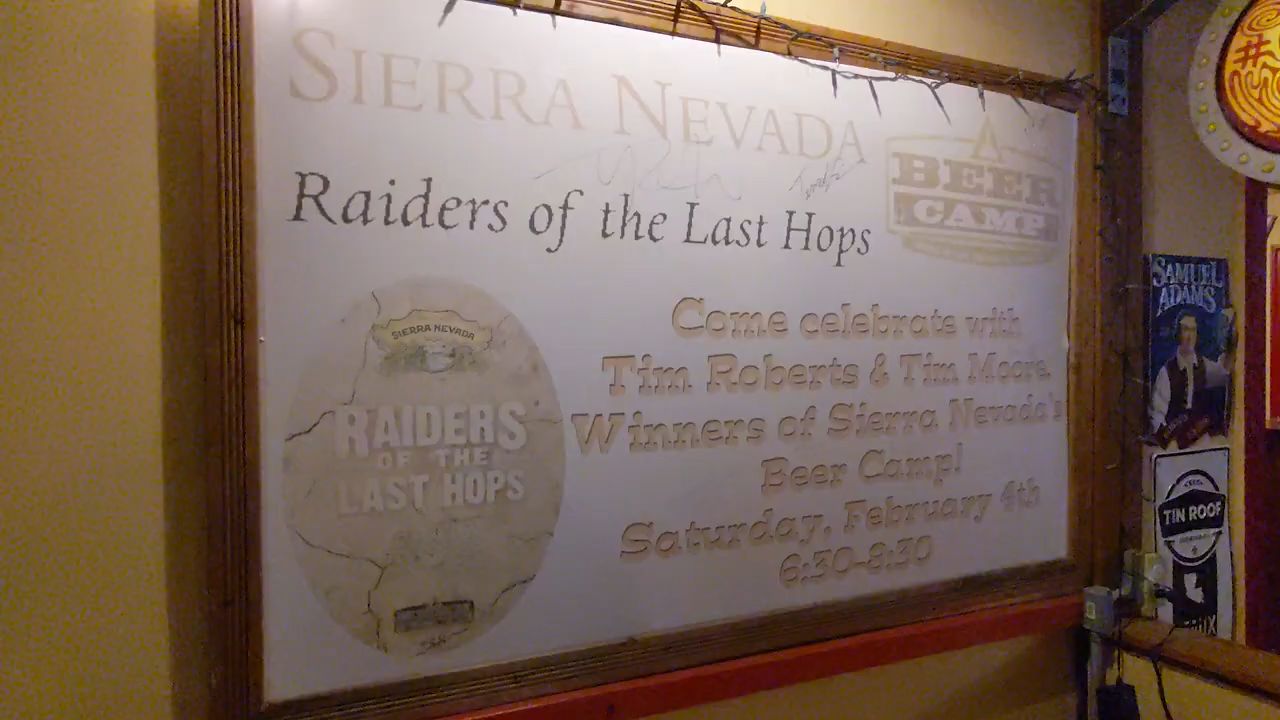 SIERRA NEVADA
Raiders of the Last Hops
BEER
CAMP
SIERRA NEVADA
RAIDERS
OF THE
LAST HOPS
Come celebrate with
Tim Roberts & Tim Moore.
Winners of Sierra Nevada's
Beer Camp!
Saturday, February 4th
6:30-8:30
#
SAMUEL
ADAMS
TIN ROOF